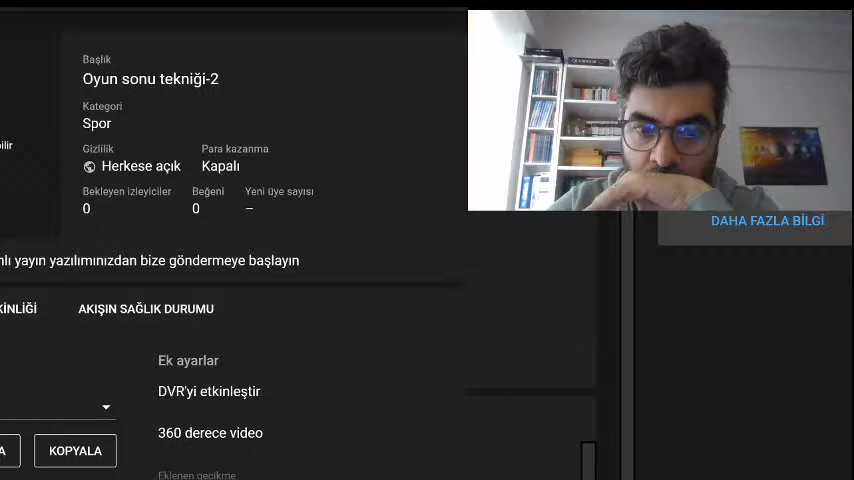 Başlık
Oyun sonu tekniği-2
Kategori
Spor
bilir
Gizlilik Para kazanma
Herkese açık Kapalı
Bekleyen izleyiciler Beğeni Yeni üye sayısı
0 0 –
DAHA FAZLA BİLGİ
nlı yayın yazılımınızdan bize göndermeye başlayın
KİNLİĞİ AKIŞIN SAĞLIK DURUMU
Ek ayarlar
DVR'yi etkinleştir
360 derece video
A KOPYALA
Eklenen gecikme